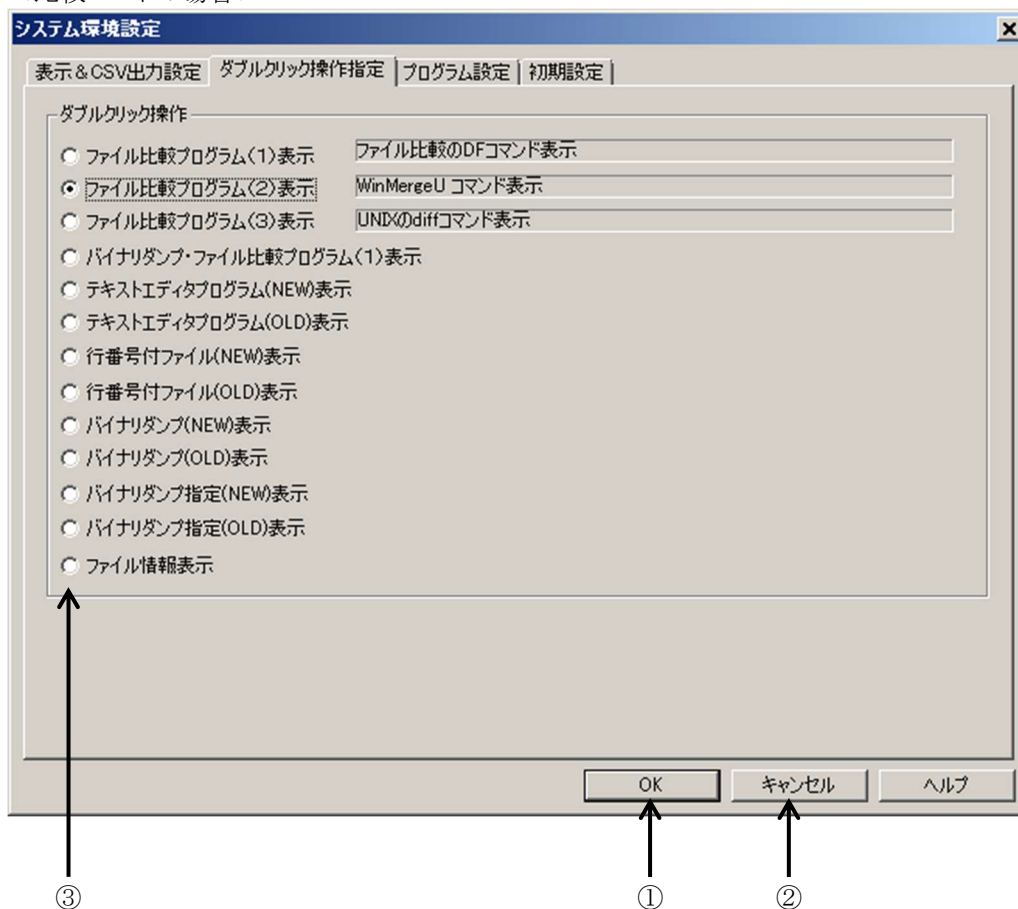 システム環境設定
表示&CSV出力設定 ダブルクリック操作指定 プログラム設定 初期設定
ダブルクリック操作
ファイル比較プログラム(1)表示 ファイル比較のDFコマンド表示
ファイル比較プログラム(2)表示 WinMergeU コマンド表示
ファイル比較プログラム(3)表示 UNIXのdiffコマンド表示
バイナリダンプ・ファイル比較プログラム(1)表示
テキストエディタプログラム(NEW)表示
テキストエディタプログラム(OLD)表示
行番号付ファイル(NEW)表示
行番号付ファイル(OLD)表示
バイナリダンプ(NEW)表示
バイナリダンプ(OLD)表示
バイナリダンプ指定(NEW)表示
バイナリダンプ指定(OLD)表示
ファイル情報表示
OK キャンセル ヘルプ
③ ① ②